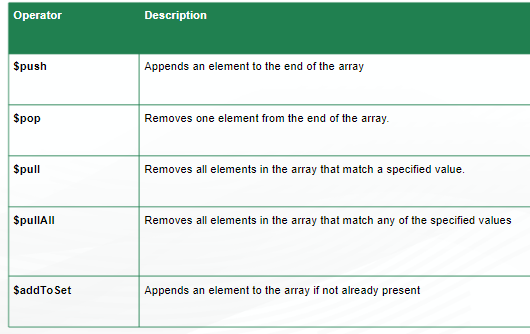 Operator Description
$push Appends an element to the end of the array
$pop Removes one element from the end of the array.
$pull Removes all elements in the array that match a specified value.
$pullAll Removes all elements in the array that match any of the specified values
$addToSet Appends an element to the array if not already present